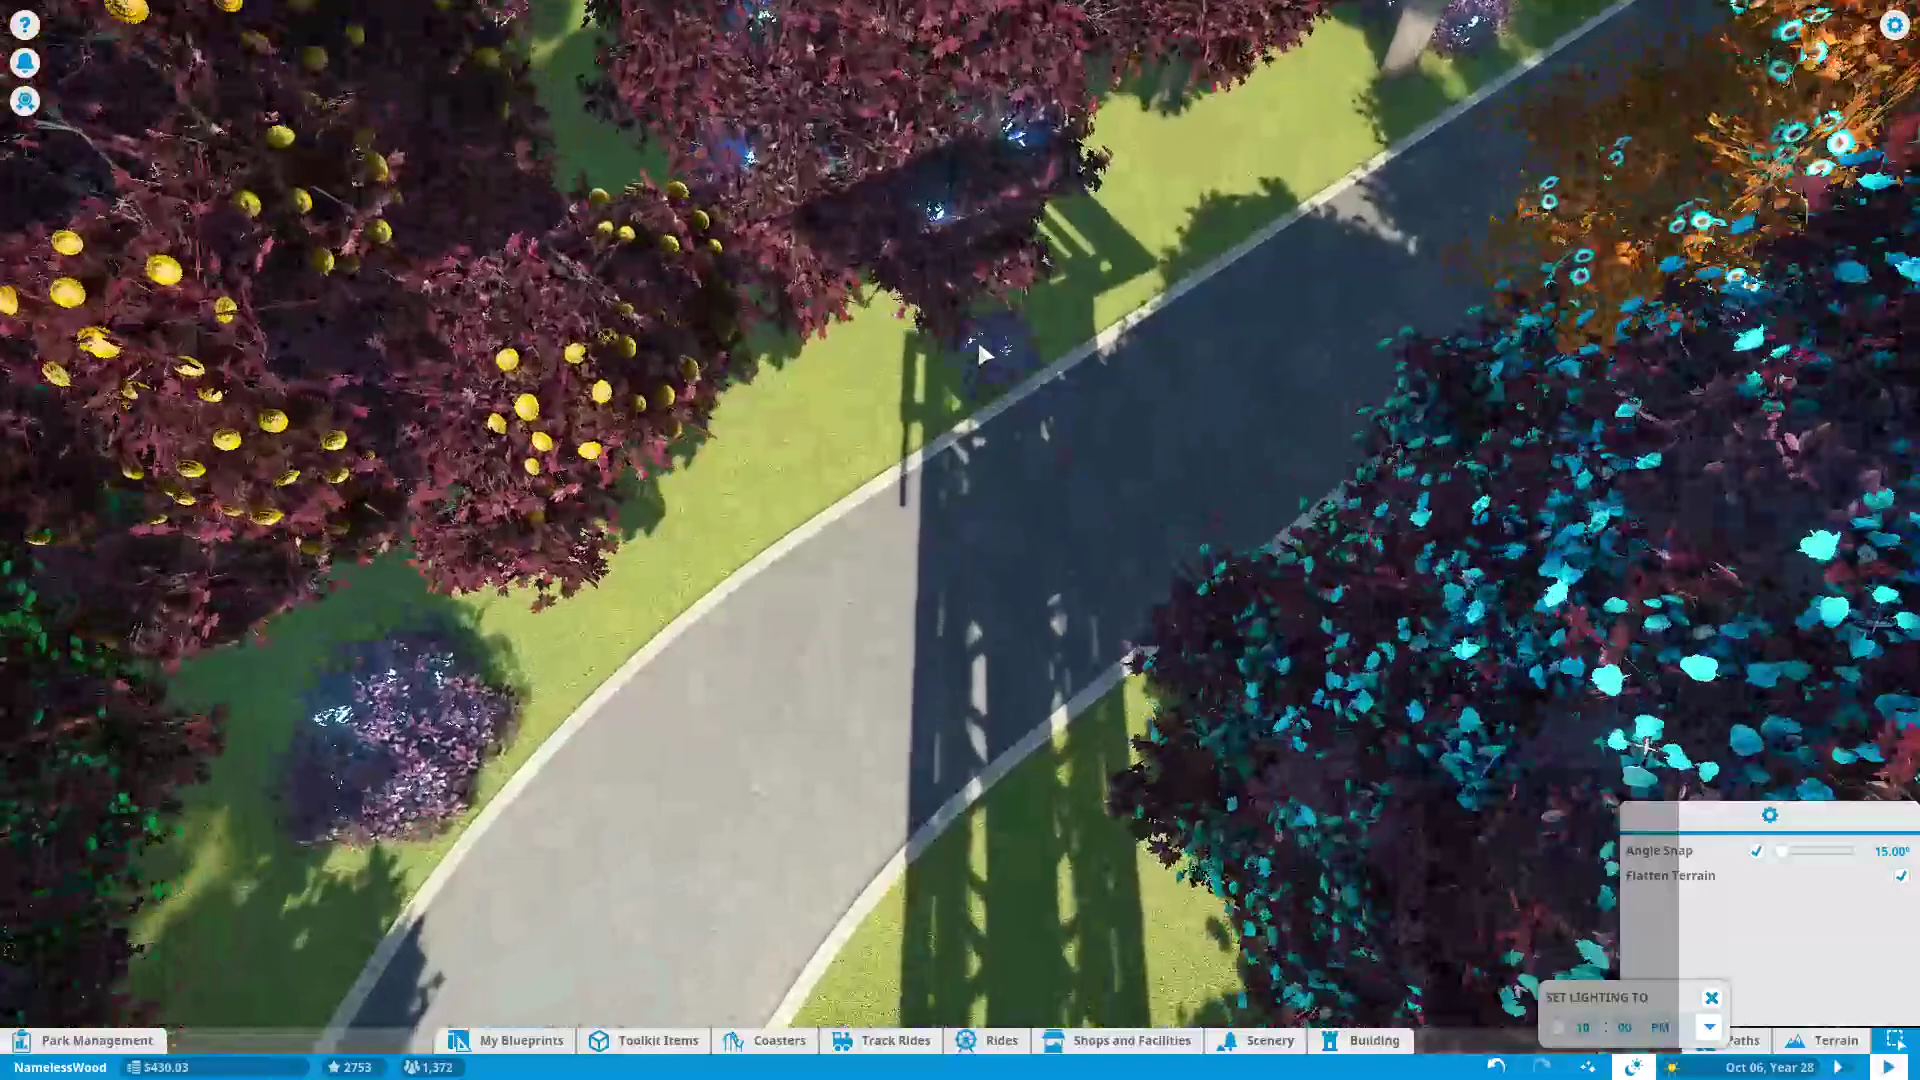 ?
Angle Snap 15.00°
Flatten Terrain
SET LIGHTING TO
10 : 00 PM
Park Management
My Blueprints
Toolkit Items
Coasters
Track Rides
Rides
Shops and Facilities
Scenery
Building
Paths
Terrain
NamelessWood
$430.03
2753
1,372
Oct 06, Year 28